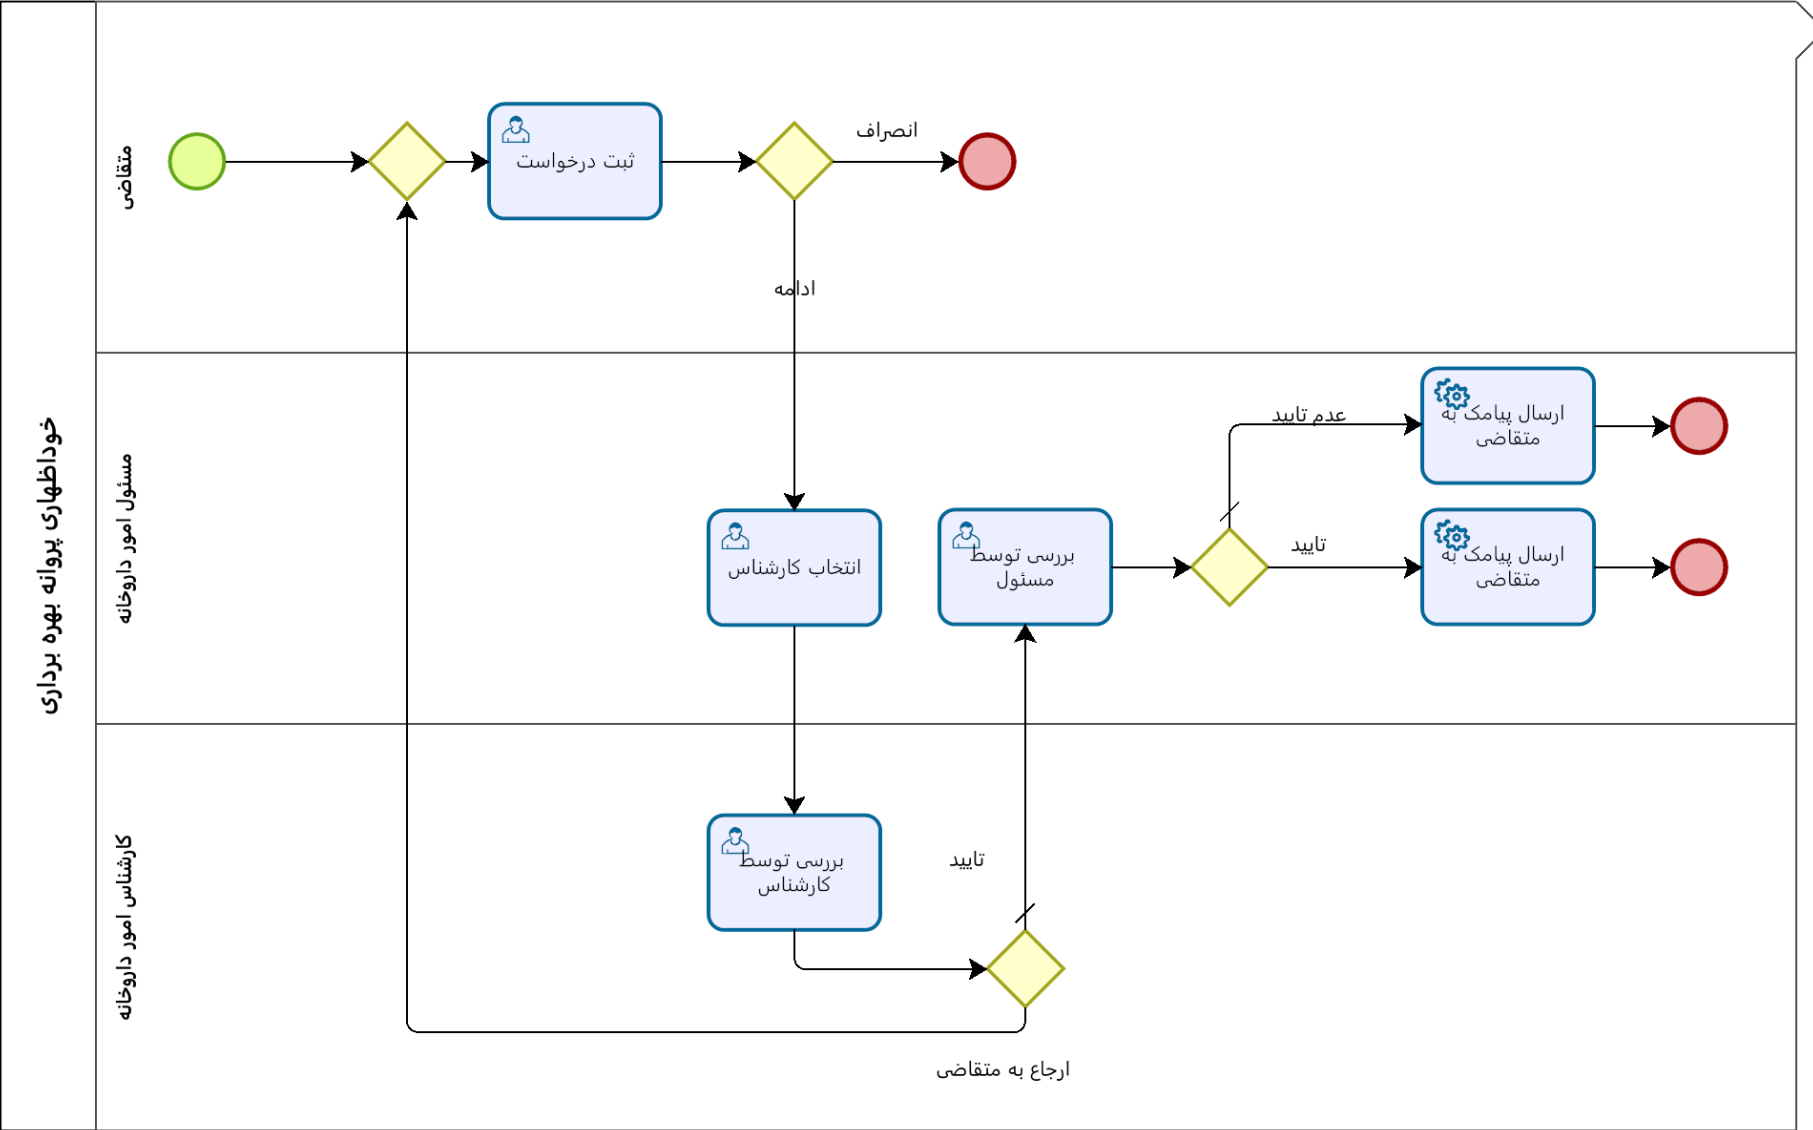 خوداظهاری پروانه بهره برداری
متقاضی
ثبت درخواست
انصراف
ادامه
مسئول امور داروخانه
انتخاب کارشناس
بررسی توسط
مسئول
عدم تایید
ارسال پیامک به
متقاضی
تایید
ارسال پیامک به
متقاضی
کارشناس امور داروخانه
بررسی توسط
کارشناس
تایید
ارجاع به متقاضی